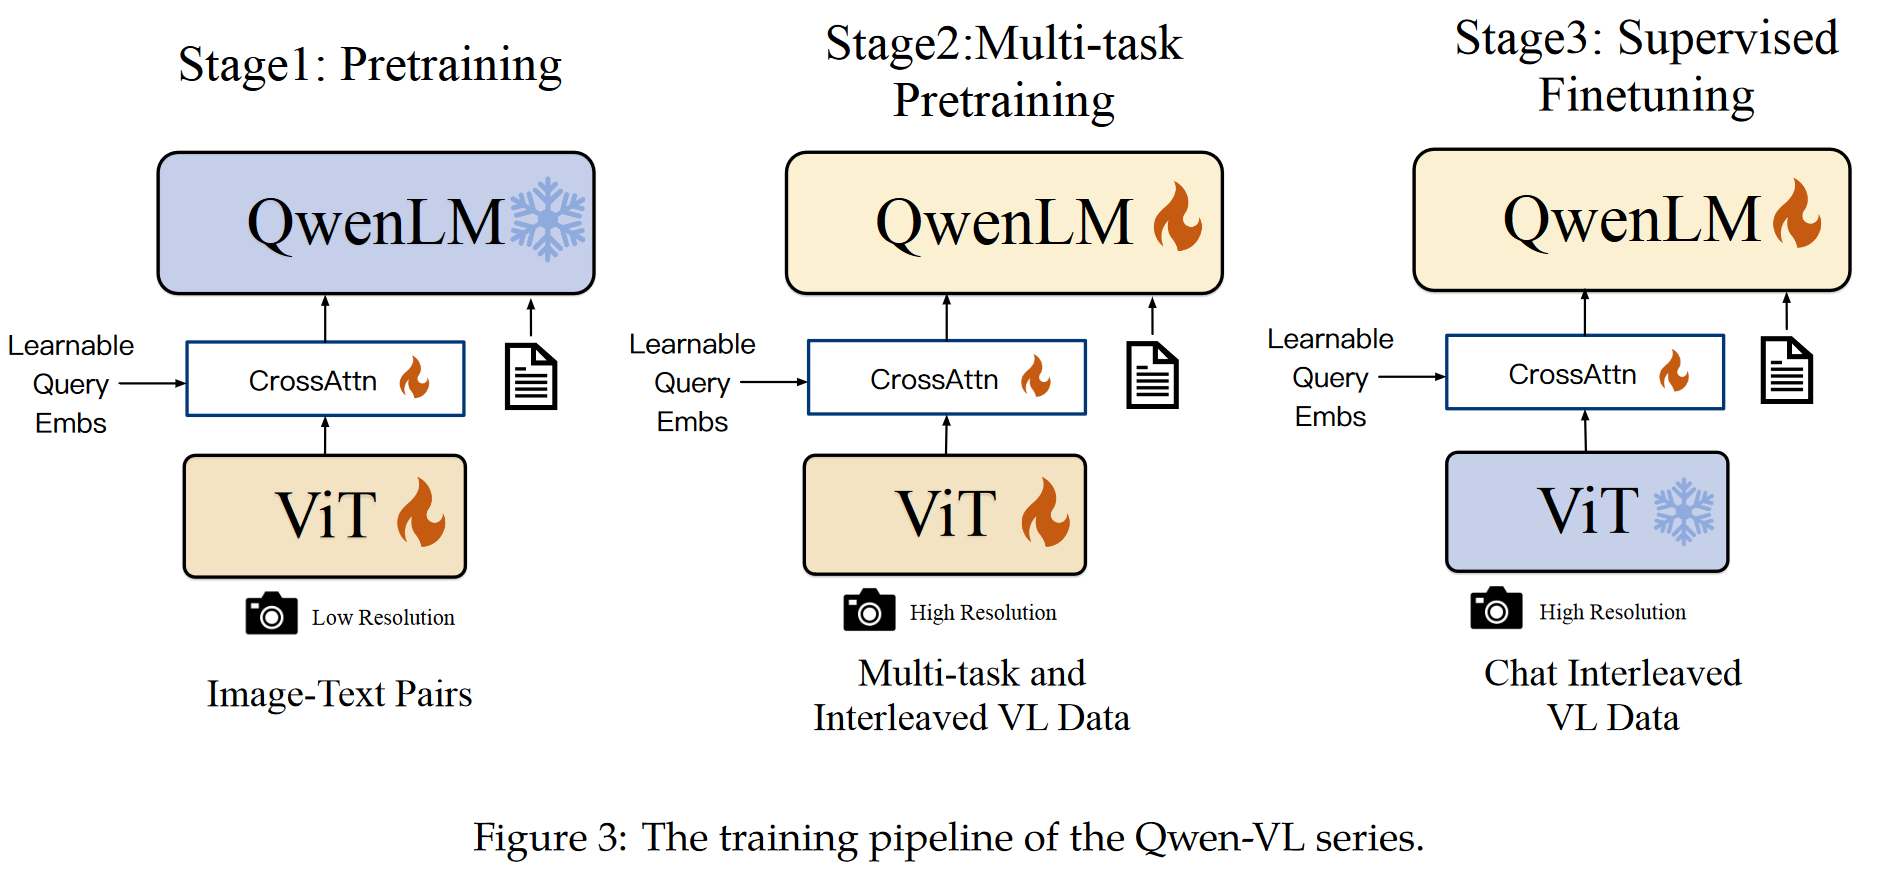 Stage1: Pretraining
QwenLM
Learnable
Query
Embs
CrossAttn
ViT
Low Resolution
Image-Text Pairs
Stage2:Multi-task
Pretraining
QwenLM
Learnable
Query
Embs
CrossAttn
ViT
High Resolution
Multi-task and
Interleaved VL Data
Stage3: Supervised
Finetuning
QwenLM
Learnable
Query
Embs
CrossAttn
ViT
High Resolution
Chat Interleaved
VL Data
Figure 3: The training pipeline of the Qwen-VL series.